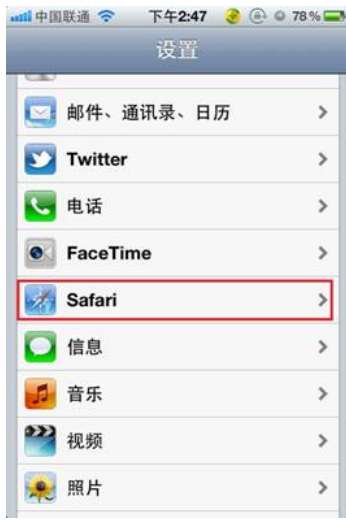 中国联通 下午2:47 78%
设置
邮件、通讯录、日历
Twitter
电话
FaceTime
Safari
信息
音乐
视频
照片